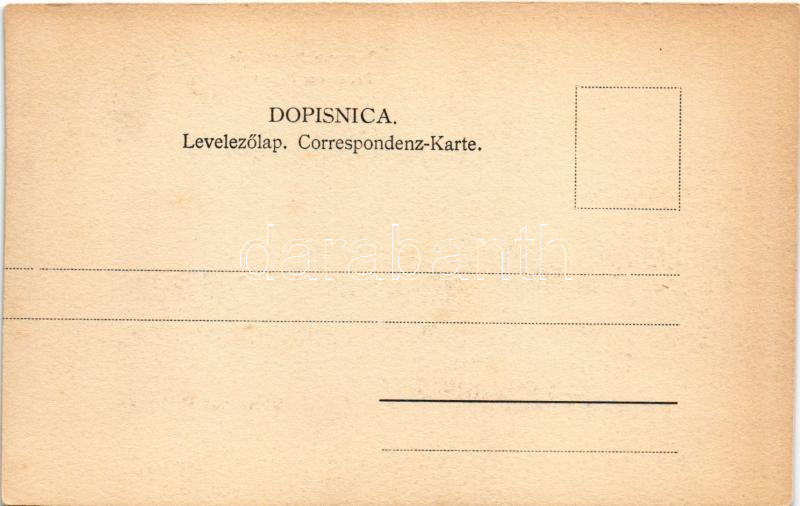 DOPISNICA.
Levelezőlap. Correspondenz-Karte.
darabanth